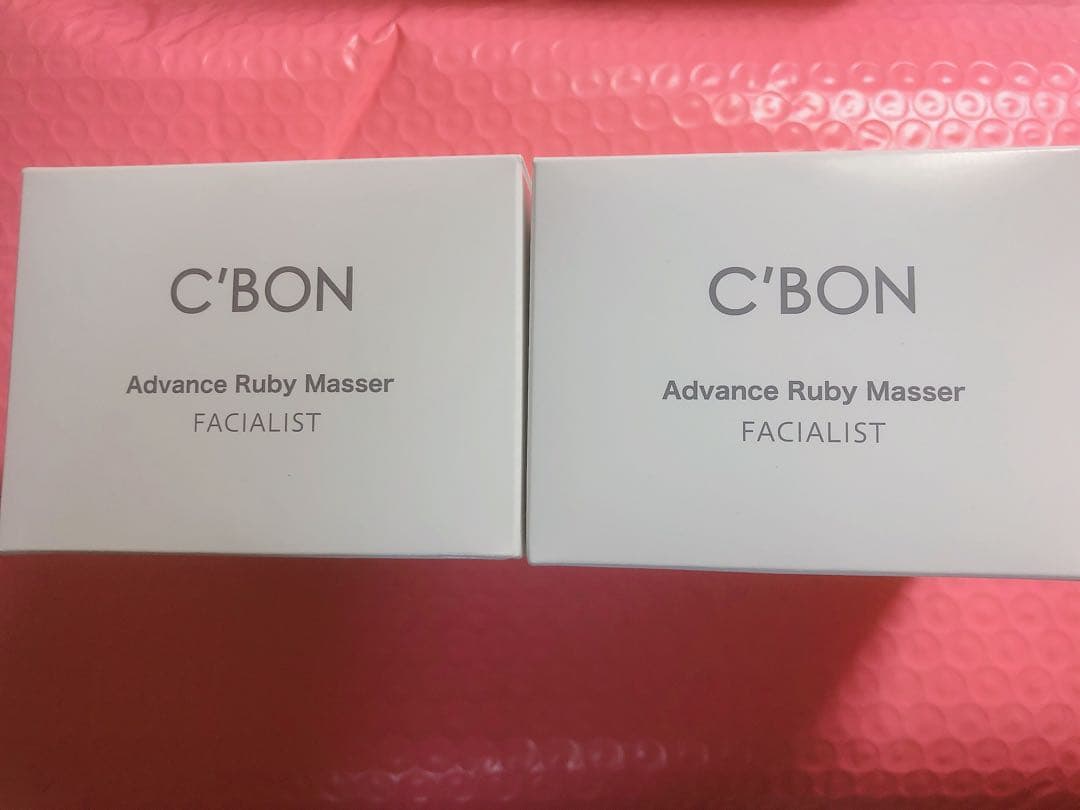 C'BON
Advance Ruby Masser
FACIALIST
C'BON
Advance Ruby Masser
FACIALIST